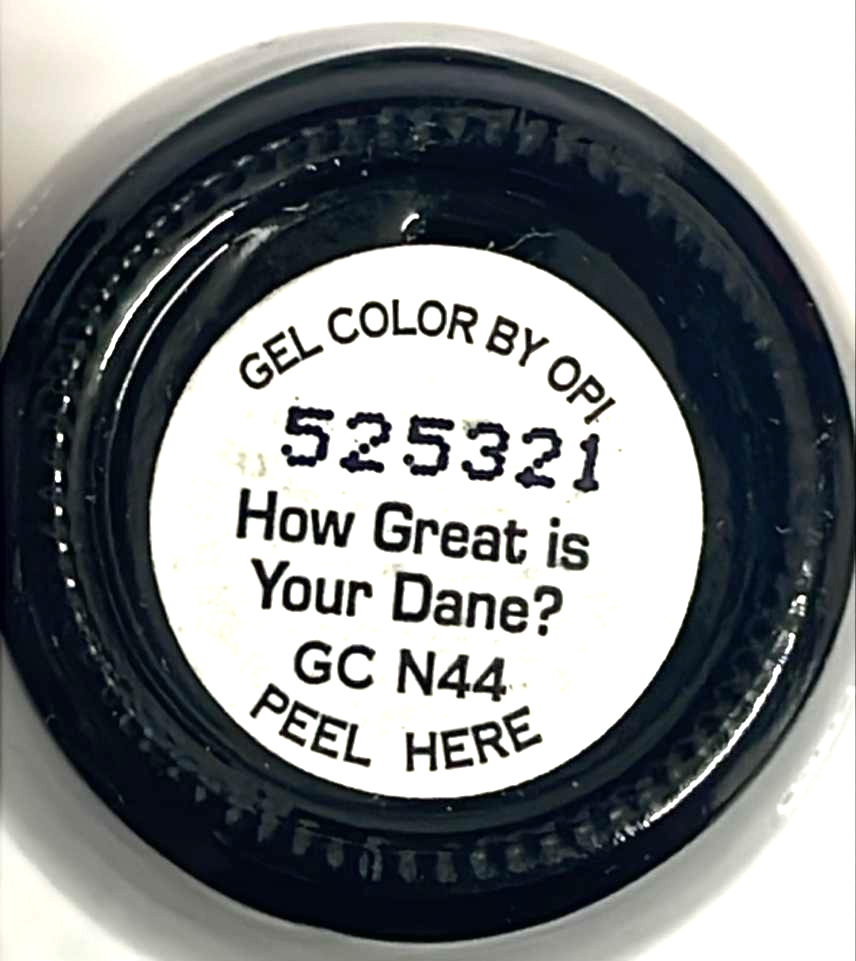 GEL COLOR BY OPI
525321
How Great is
Your Dane?
GC N44
PEEL HERE